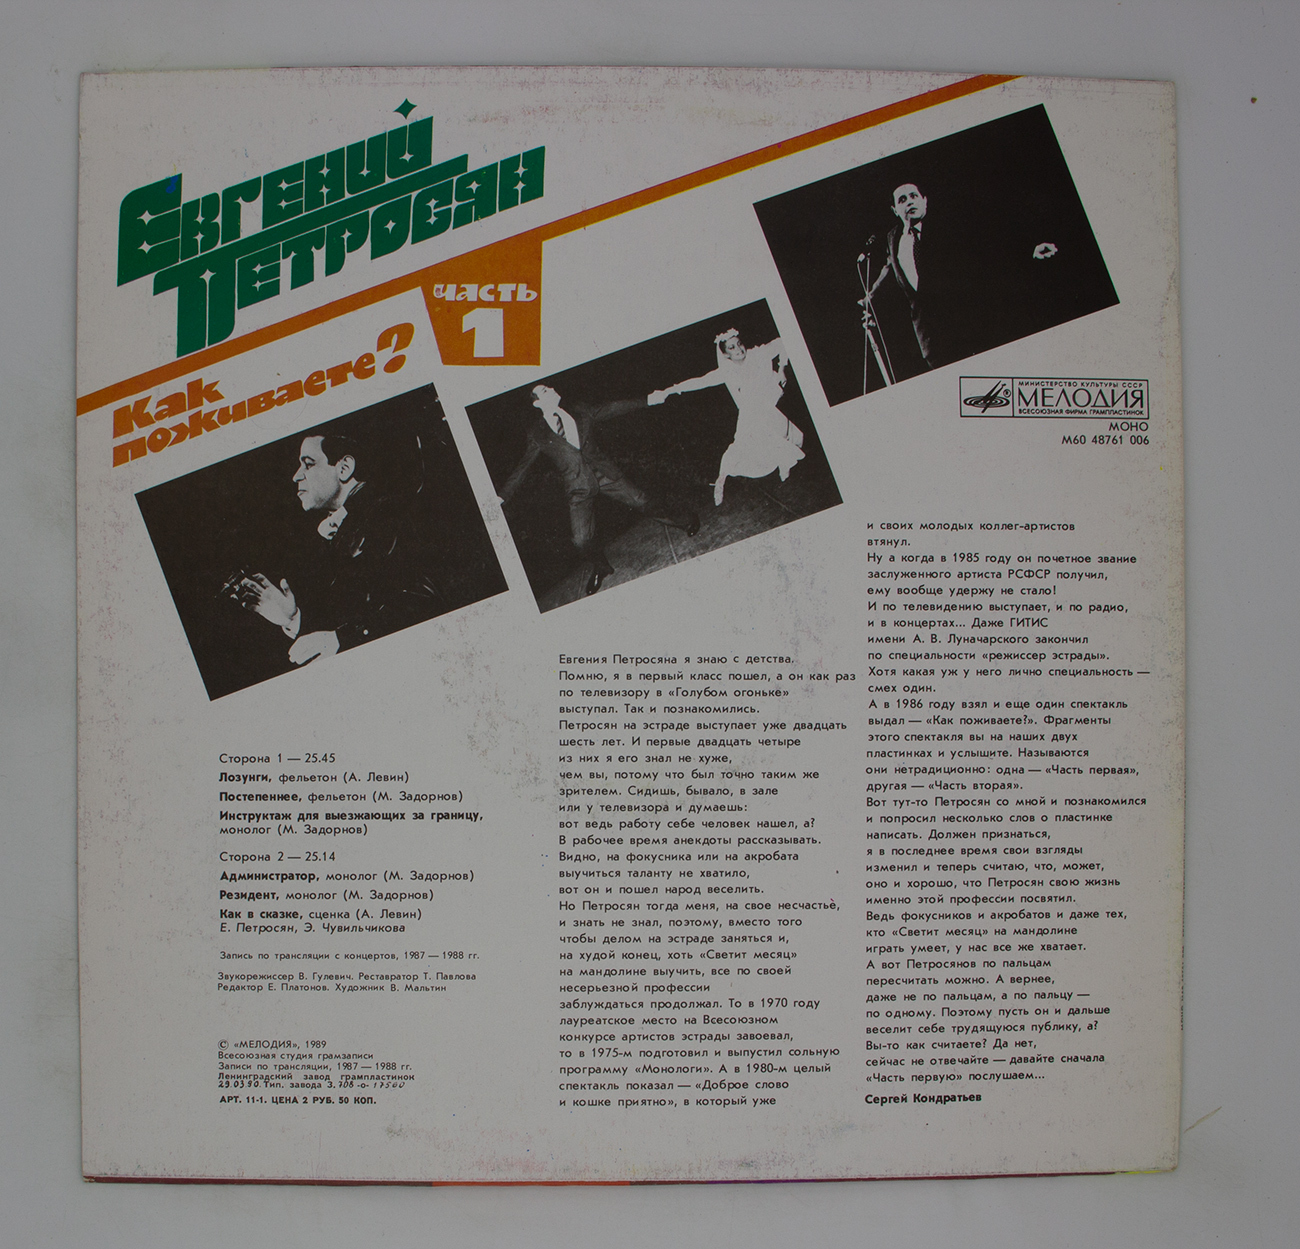 Евгений
Петросян
часть
1
Как
поживаете?
МИНИСТЕРСТВО КУЛЬТУРЫ СССР
МЕЛОДИЯ
ВСЕСОЮЗНАЯ ФИРМА ГРАМПЛАСТИНОК
МОНО
М60 48761 006
Сторона 1 — 25.45
Лозунги, фельетон (А. Левин)
Постепеннее, фельетон (М. Задорнов)
Инструктаж для выезжающих за границу,
монолог (М. Задорнов)
Сторона 2 — 25.14
Администратор, монолог (М. Задорнов)
Резидент, монолог (М. Задорнов)
Как в сказке, сценка (А. Левин)
Е. Петросян, Э. Чувильчикова
Запись по трансляции с концертов, 1987 — 1988 гг.
Звукорежиссер В. Гулевич. Реставратор Т. Павлова
Редактор Е. Платонов. Художник В. Мальтин
© «МЕЛОДИЯ», 1989
Всесоюзная студия грамзаписи
Записи по трансляции, 1987 — 1988 гг.
Ленинградский завод грампластинок
29.03.90. Тип. завода З. 708 -0-
АРТ. 11-1. ЦЕНА 2 РУБ. 50 КОП.
Евгения Петросяна я знаю с детства.
Помню, я в первый класс пошел, а он как раз
по телевизору в «Голубом огоньке»
выступал. Так и познакомились.
Петросян на эстраде выступает уже двадцать
шесть лет. И первые двадцать четыре
из них я его знал не хуже,
чем вы, потому что был точно таким же
зрителем. Сидишь, бывало, в зале
или у телевизора и думаешь:
вот ведь работу себе человек нашел, а?
В рабочее время анекдоты рассказывать.
Видно, на фокусника или на акробата
выучиться таланту не хватило,
вот он и пошел народ веселить.
Но Петросян тогда меня, на свое несчастье,
и знать не знал, поэтому, вместо того
чтобы делом на эстраде заняться и,
на худой конец, хоть «Светит месяц»
на мандолине выучить, все по своей
несерьезной профессии
заблуждаться продолжал. То в 1970 году
лауреатское место на Всесоюзном
конкурсе артистов эстрады завоевал,
то в 1975-м подготовил и выпустил сольную
программу «Монологи». А в 1980-м целый
спектакль показал — «Доброе слово
и кошке приятно», в который уже
и своих молодых коллег-артистов
втянул.
Ну а когда в 1985 году он почетное звание
заслуженного артиста РСФСР получил,
ему вообще удержу не стало!
И по телевидению выступает, и по радио,
и в концертах... Даже ГИТИС
имени А. В. Луначарского закончил
по специальности «режиссер эстрады».
Хотя какая уж у него лично специальность —
смех один.
А в 1986 году взял и еще один спектакль
выдал — «Как поживаете?». Фрагменты
этого спектакля вы на наших двух
пластинках и услышите. Называются
они нетрадиционно: одна — «Часть первая»,
другая — «Часть вторая».
Вот тут-то Петросян со мной и познакомился
и попросил несколько слов о пластинке
написать. Должен признаться,
я в последнее время свои взгляды
изменил и теперь считаю, что, может,
оно и хорошо, что Петросян свою жизнь
именно этой профессии посвятил.
Ведь фокусников и акробатов и даже тех,
кто «Светит месяц» на мандолине
играть умеет, у нас все же хватает.
А вот Петросянов по пальцам
пересчитать можно. А вернее,
даже не по пальцам, а по пальцу —
по одному. Поэтому пусть он и дальше
веселит себе трудящуюся публику, а?
Вы-то как считаете? Да нет,
сейчас не отвечайте — давайте сначала
«Часть первую» послушаем...
Сергей Кондратьев